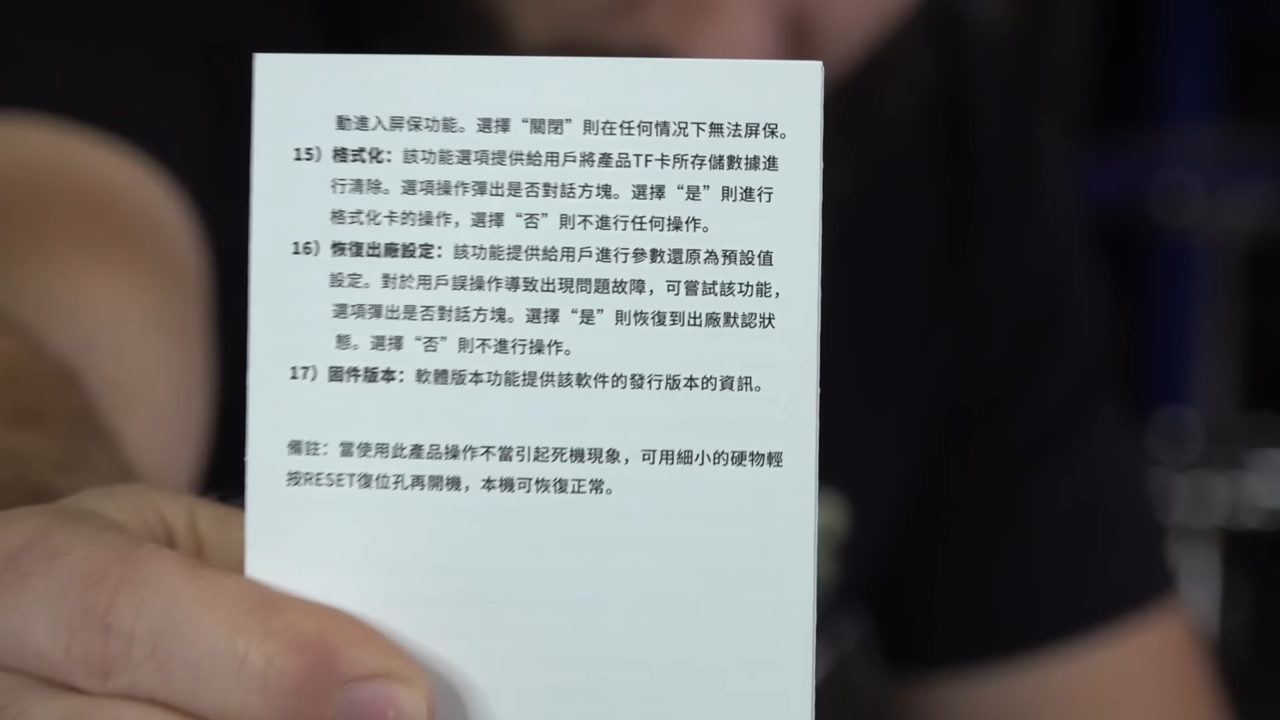 動進入屏保功能。選擇“關閉”則在任何情況下無法屏保。
15）格式化：該功能選項提供給用戶將產品TF卡所存儲數據進
行清除。選項操作彈出是否對話方塊。選擇“是”則進行
格式化卡的操作，選擇“否”則不進行任何操作。
16）恢復出廠設定：該功能提供給用戶進行參數還原為預設值
設定。對於用戶誤操作導致出現問題故障，可嘗試該功能，
選項彈出是否對話方塊。選擇“是”則恢復到出廠默認狀
態。選擇“否”則不進行操作。
17）固件版本：軟體版本功能提供該軟件的發行版本的資訊。
備註：當使用此產品操作不當引起死機現象，可用細小的硬物輕
按RESET復位孔再開機，本機可恢復正常。